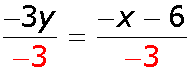 -3y/-3 = -x - 6/-3